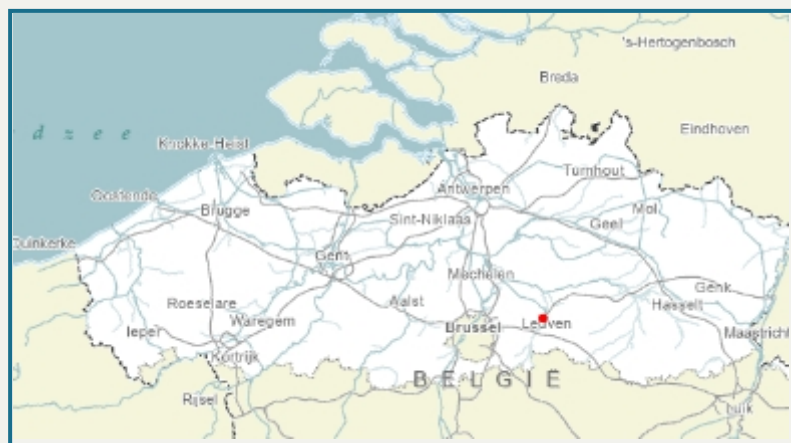 's-Hertogenbosch
Breda
d z e e
Eindhoven
Knokke-Heist
Turnhout
Oostende
Antwerpen
Brugge
Mol
Sint-Niklaas
Geel
Duinkerke
Gent
Mechelen
Genk
Roeselare
Aalst
Hasselt
Ieper
Waregem
Brussel
Leuven
Maastricht
Kortrijk
BELGIË
Rijsel
Luik